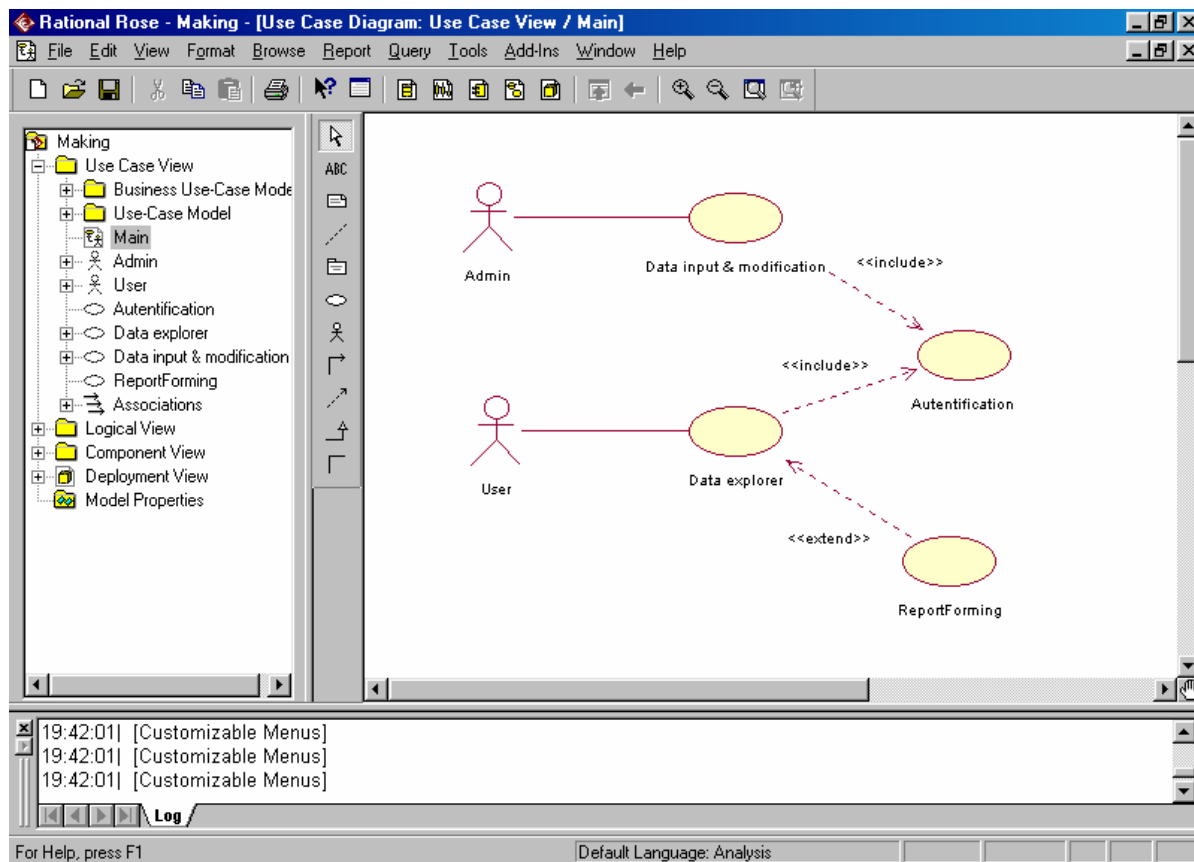 Rational Rose - Making - [Use Case Diagram: Use Case View / Main]
File Edit View Format Browse Report Query Tools Add-Ins Window Help
Making
Use Case View
Business Use-Case Mode
Use-Case Model
Main
Admin
User
Autentification
Data explorer
Data input & modification
ReportForming
Associations
Logical View
Component View
Deployment View
Model Properties
ABC
Admin
Data input & modification
<<include>>
<<include>>
Autentification
User
Data explorer
<<extend>>
ReportForming
19:42:01| [Customizable Menus]
19:42:01| [Customizable Menus]
19:42:01| [Customizable Menus]
Log
For Help, press F1
Default Language: Analysis